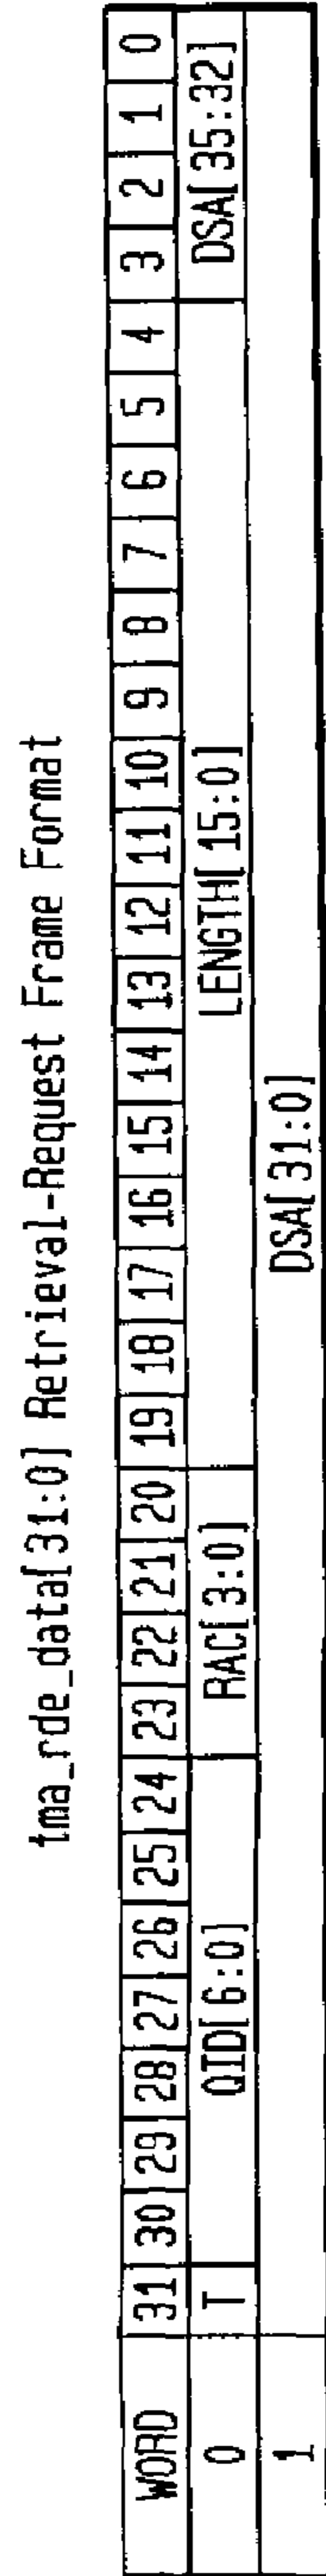 tma_rde_data[31:0] Retrieval-Request Frame Format
WORD 31 30 29 28 27 26 25 24 23 22 21 20 19 18 17 16 15 14 13 12 11 10 9 8 7 6 5 4 3 2 1 0
0 T QID[6:0] RAC[3:0] LENGTH[15:0] DSA[35:32]
1 DSA[31:0]